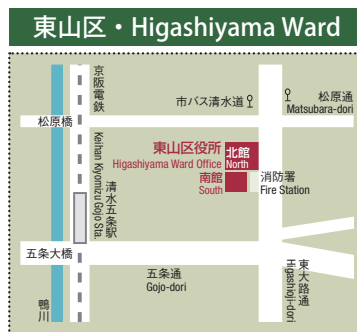 東山区・Higashiyama Ward
京阪電鉄
市バス清水道
松原通
Matsubara-dori
松原橋
Keihan Kiyomizu Gojo Sta.
清水五条駅
東山区役所
Higashiyama Ward Office
北館
North
南館
South
消防署
Fire Station
五条大橋
五条通
Gojo-dori
東大路通
Higashioji-dori
鴨川